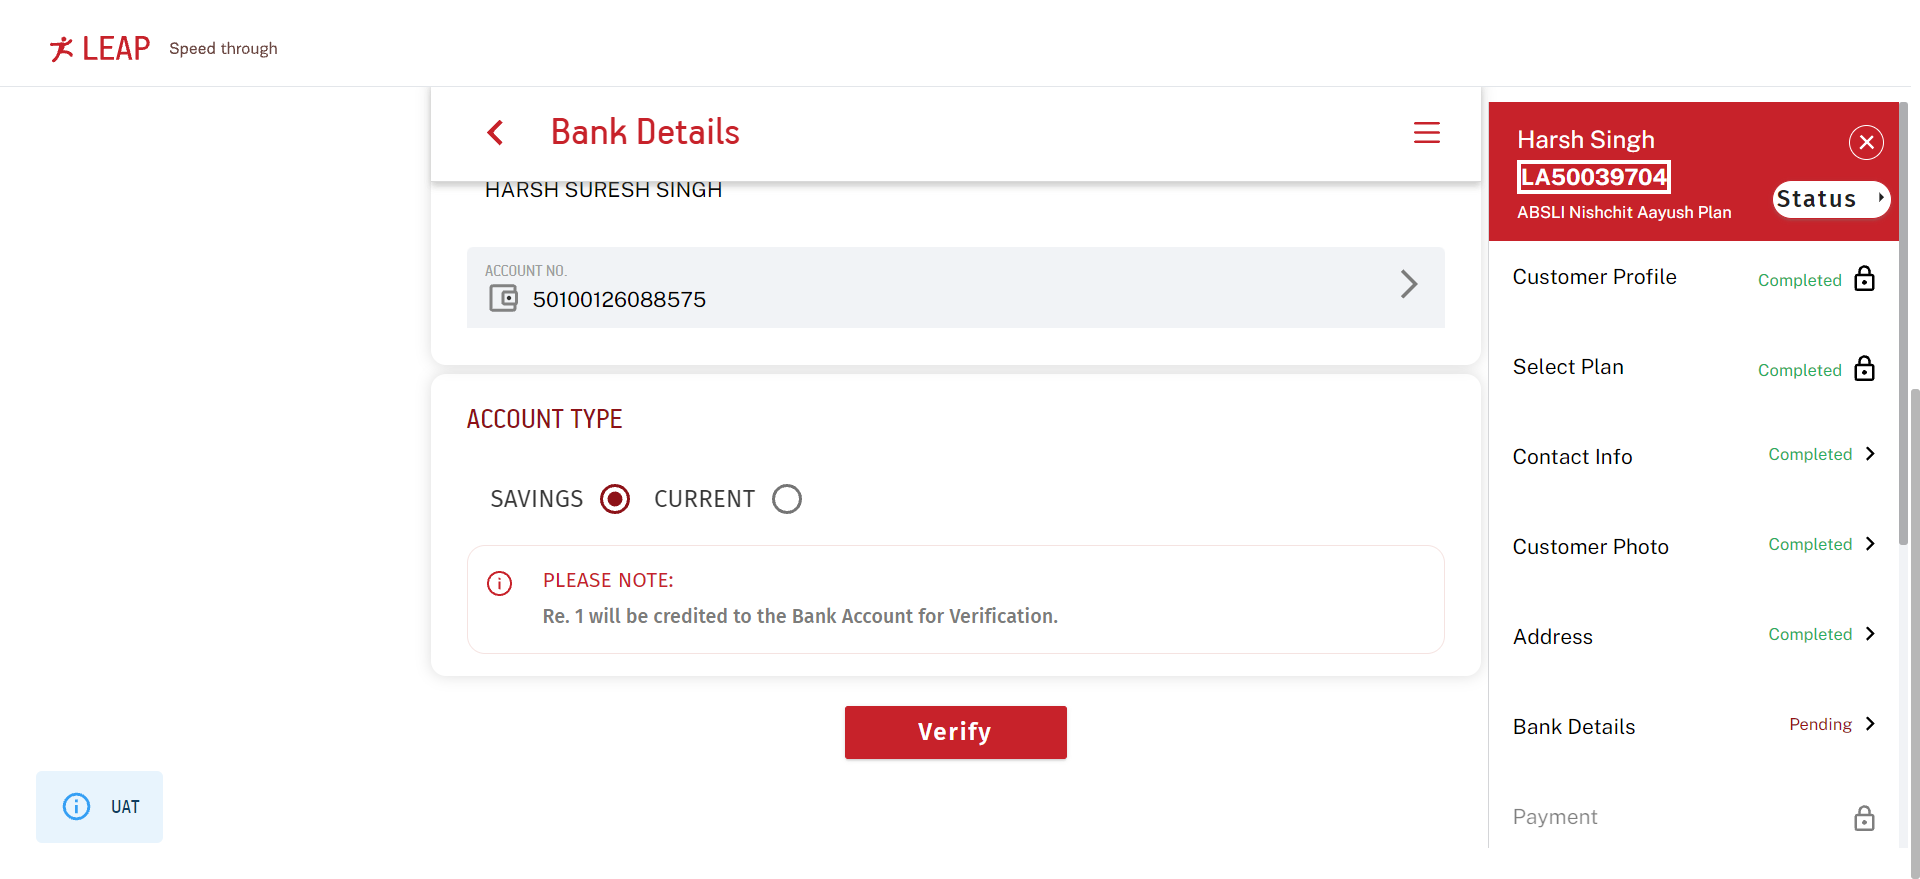 LEAP Speed through
Bank Details
HARSH SURESH SINGH
ACCOUNT NO.
50100126088575
ACCOUNT TYPE
SAVINGS CURRENT
PLEASE NOTE:
Re. 1 will be credited to the Bank Account for Verification.
Verify
UAT
Harsh Singh
LA50039704
Status
ABSLI Nishchit Aayush Plan
Customer Profile Completed
Select Plan Completed
Contact Info Completed
Customer Photo Completed
Address Completed
Bank Details Pending
Payment